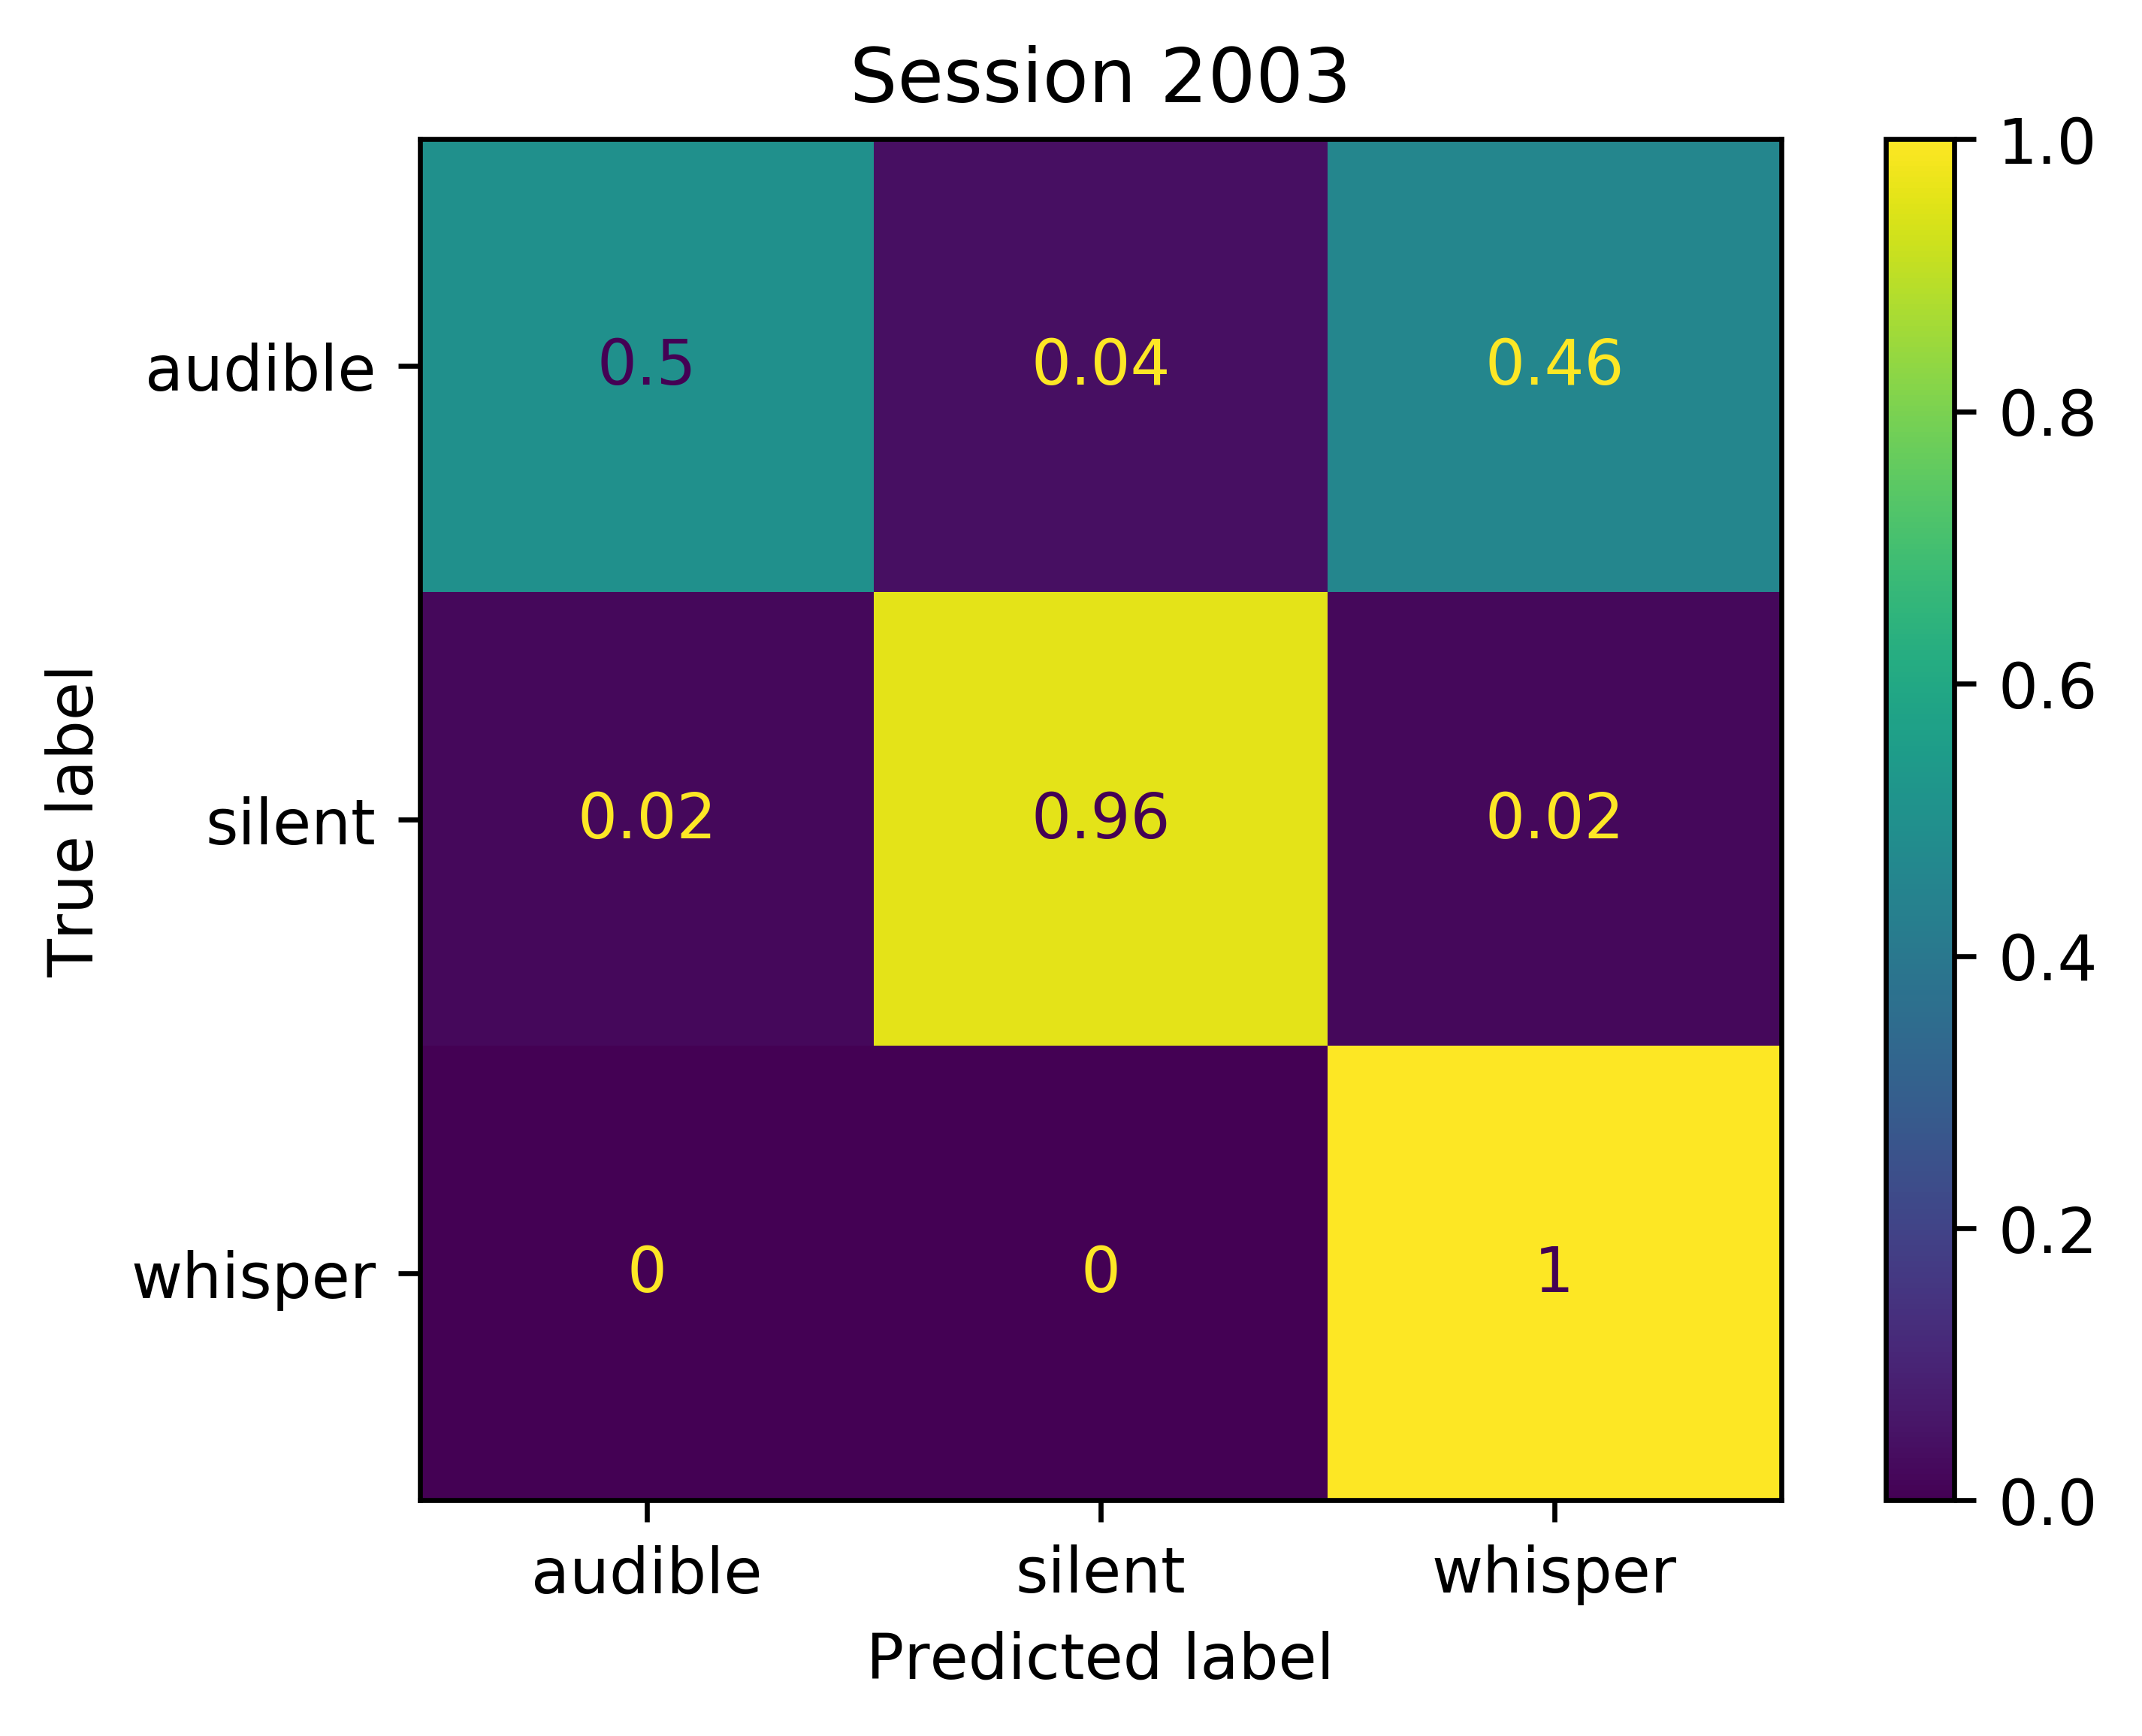 Session 2003
1.0
audible 0.5 0.04 0.46
0.8
0.6
True label
silent 0.02 0.96 0.02
0.4
0.2
whisper 0 0 1
0.0
audible silent whisper
Predicted label